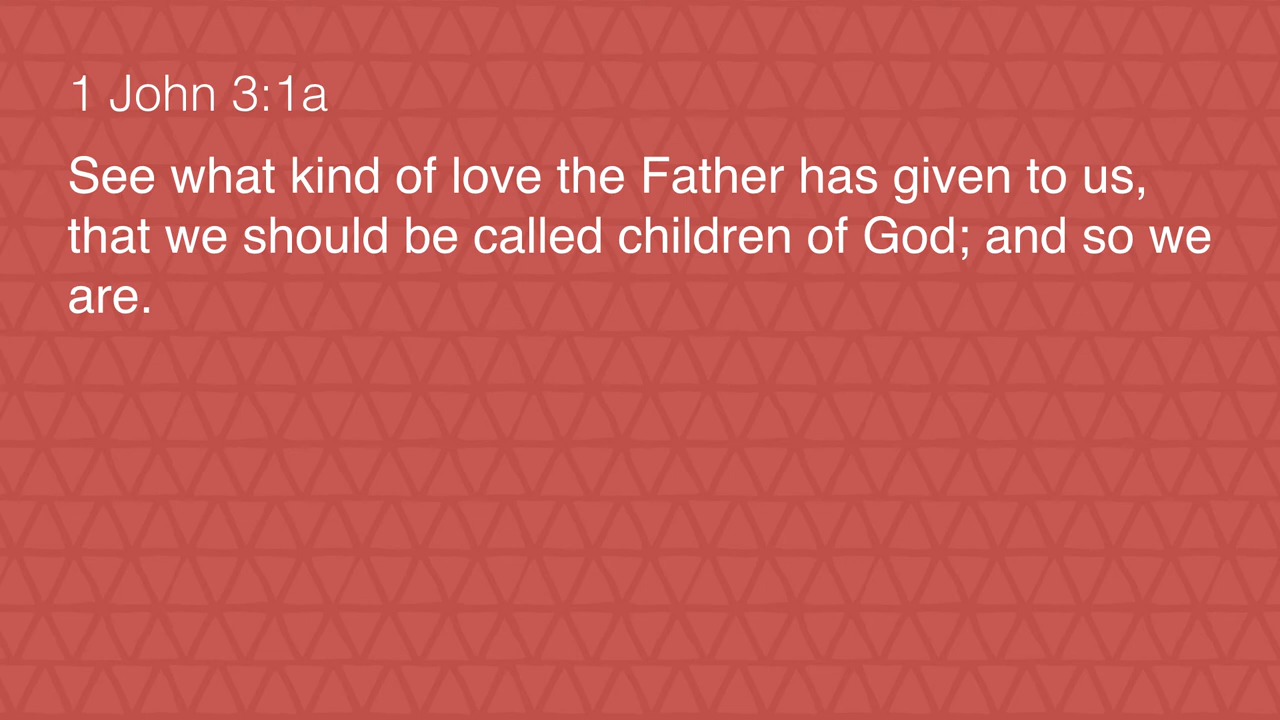 1 John 3:1a
See what kind of love the Father has given to us,
that we should be called children of God; and so we
are.